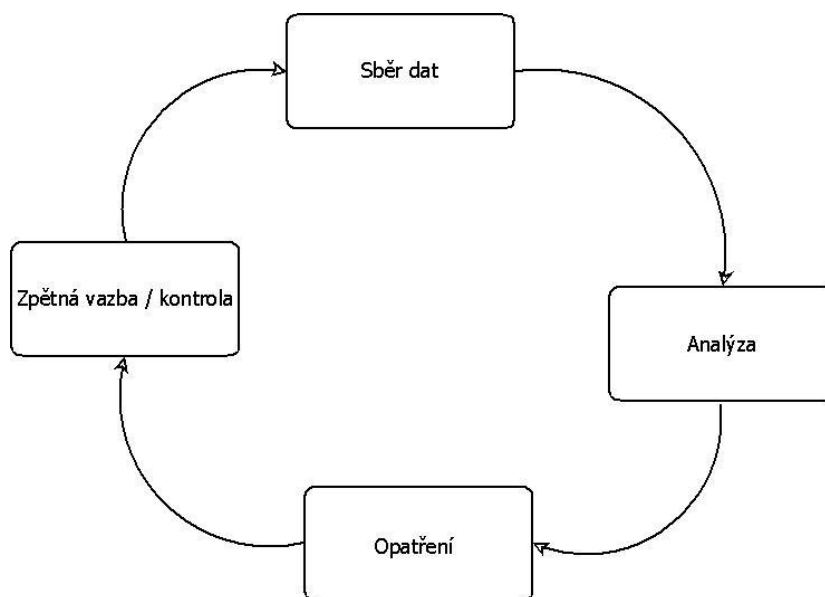 Sběr dat
Zpětná vazba / kontrola
Analýza
Opatření